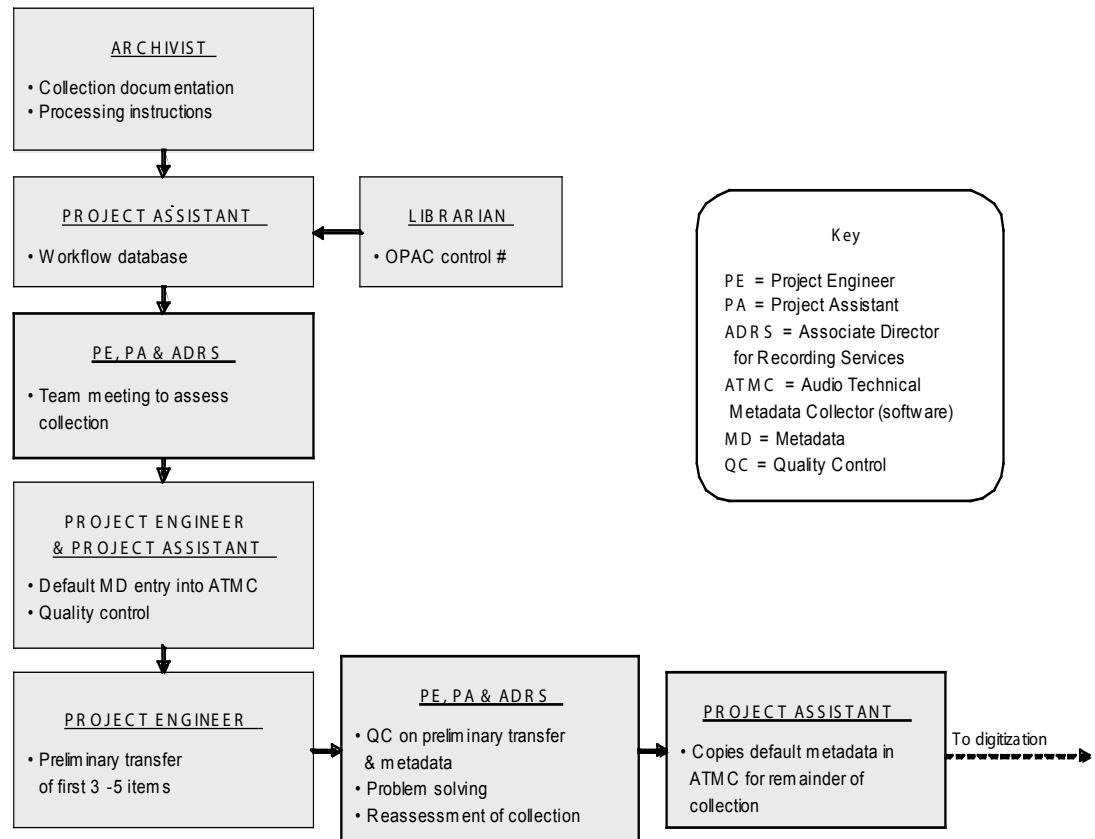 ARCHIVIST
• Collection documentation
• Processing instructions
PROJECT ASSISTANT
• Workflow database
LIBRARIAN
• OPAC control #
PE, PA & ADRS
• Team meeting to assess
collection
PROJECT ENGINEER
& PROJECT ASSISTANT
• Default MD entry into ATMC
• Quality control
PROJECT ENGINEER
• Preliminary transfer
of first 3 -5 items
PE, PA & ADRS
• QC on preliminary transfer
& metadata
• Problem solving
• Reassessment of collection
PROJECT ASSISTANT
• Copies default metadata in
ATMC for remainder of
collection
To digitization
Key
PE = Project Engineer
PA = Project Assistant
ADRS = Associate Director
for Recording Services
ATMC = Audio Technical
Metadata Collector (software)
MD = Metadata
QC = Quality Control